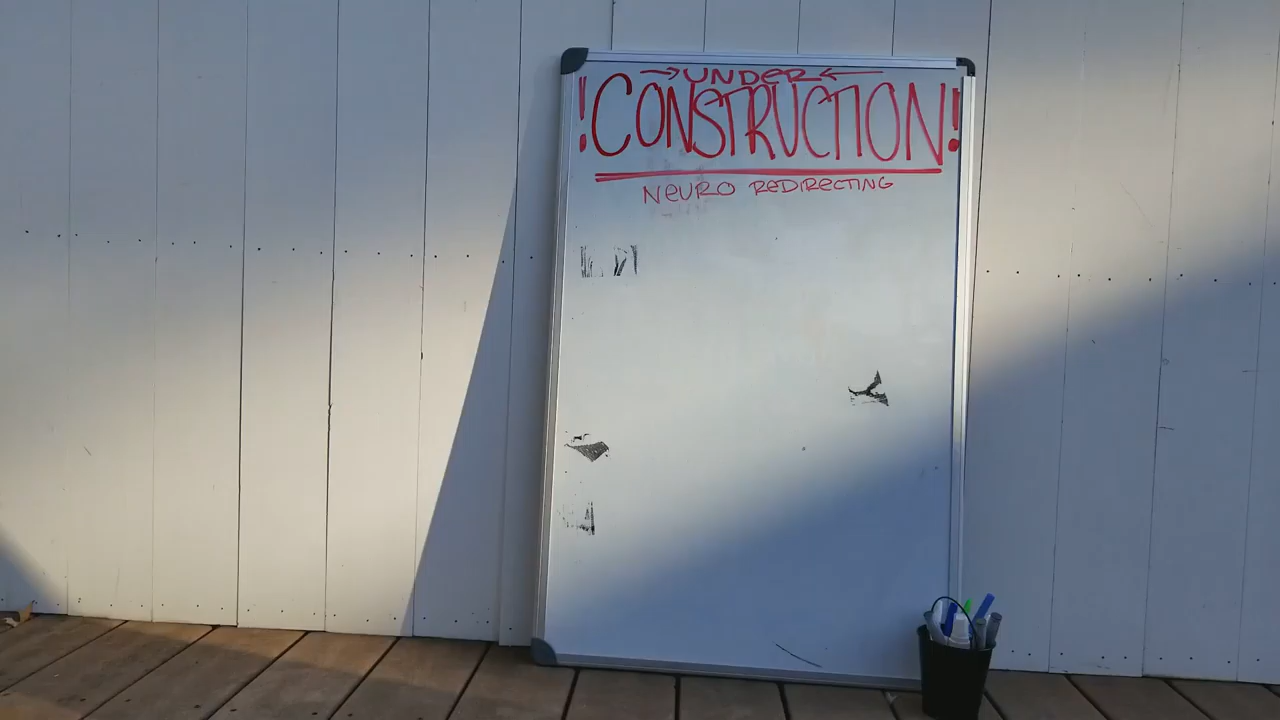 → UNDER ←
! CONSTRUCTION !
NEURO REDIRECTING